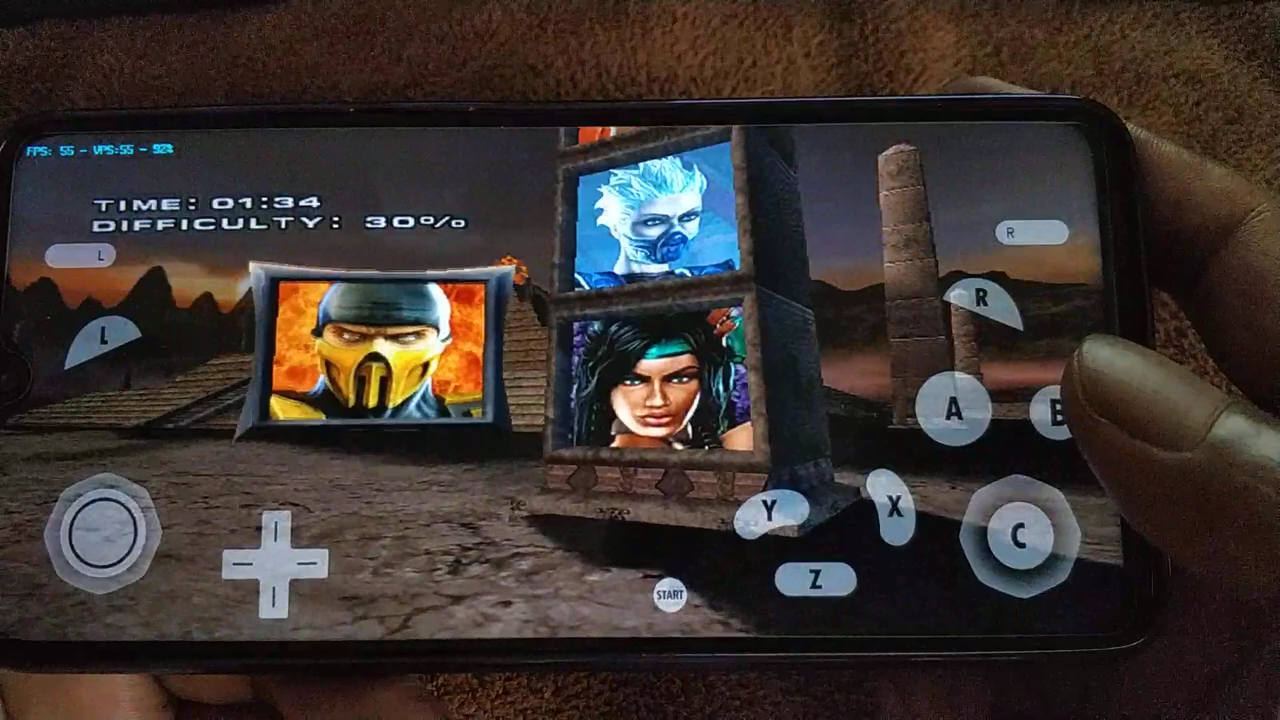 FPS: 55 - VPS:55 - 92%
TIME: 01:34
DIFFICULTY: 30%
L
R
L
R
A
B
Y
X
C
Z
START